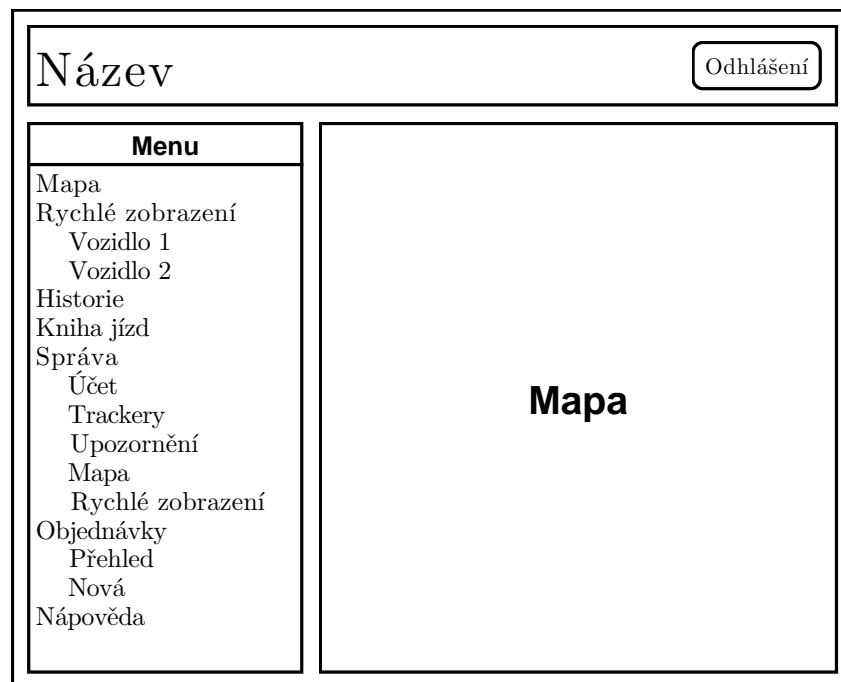 Název
Odhlášení
Menu
Mapa
Rychlé zobrazení
Vozidlo 1
Vozidlo 2
Historie
Kniha jízd
Správa
Účet
Trackery
Upozornění
Mapa
Rychlé zobrazení
Objednávky
Přehled
Nová
Nápověda
Mapa